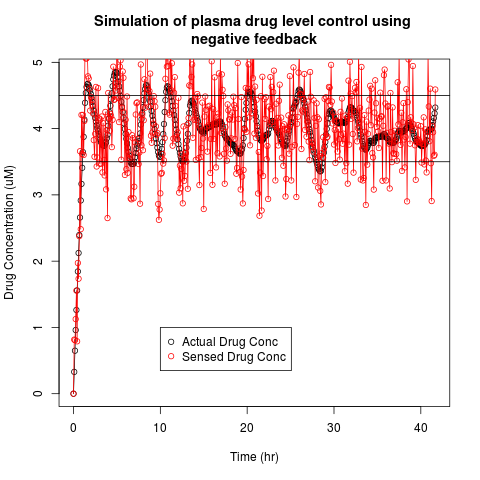 Simulation of plasma drug level control using
negative feedback
Drug Concentration (uM)
5
4
3
2
1
0
Actual Drug Conc
Sensed Drug Conc
0 10 20 30 40
Time (hr)